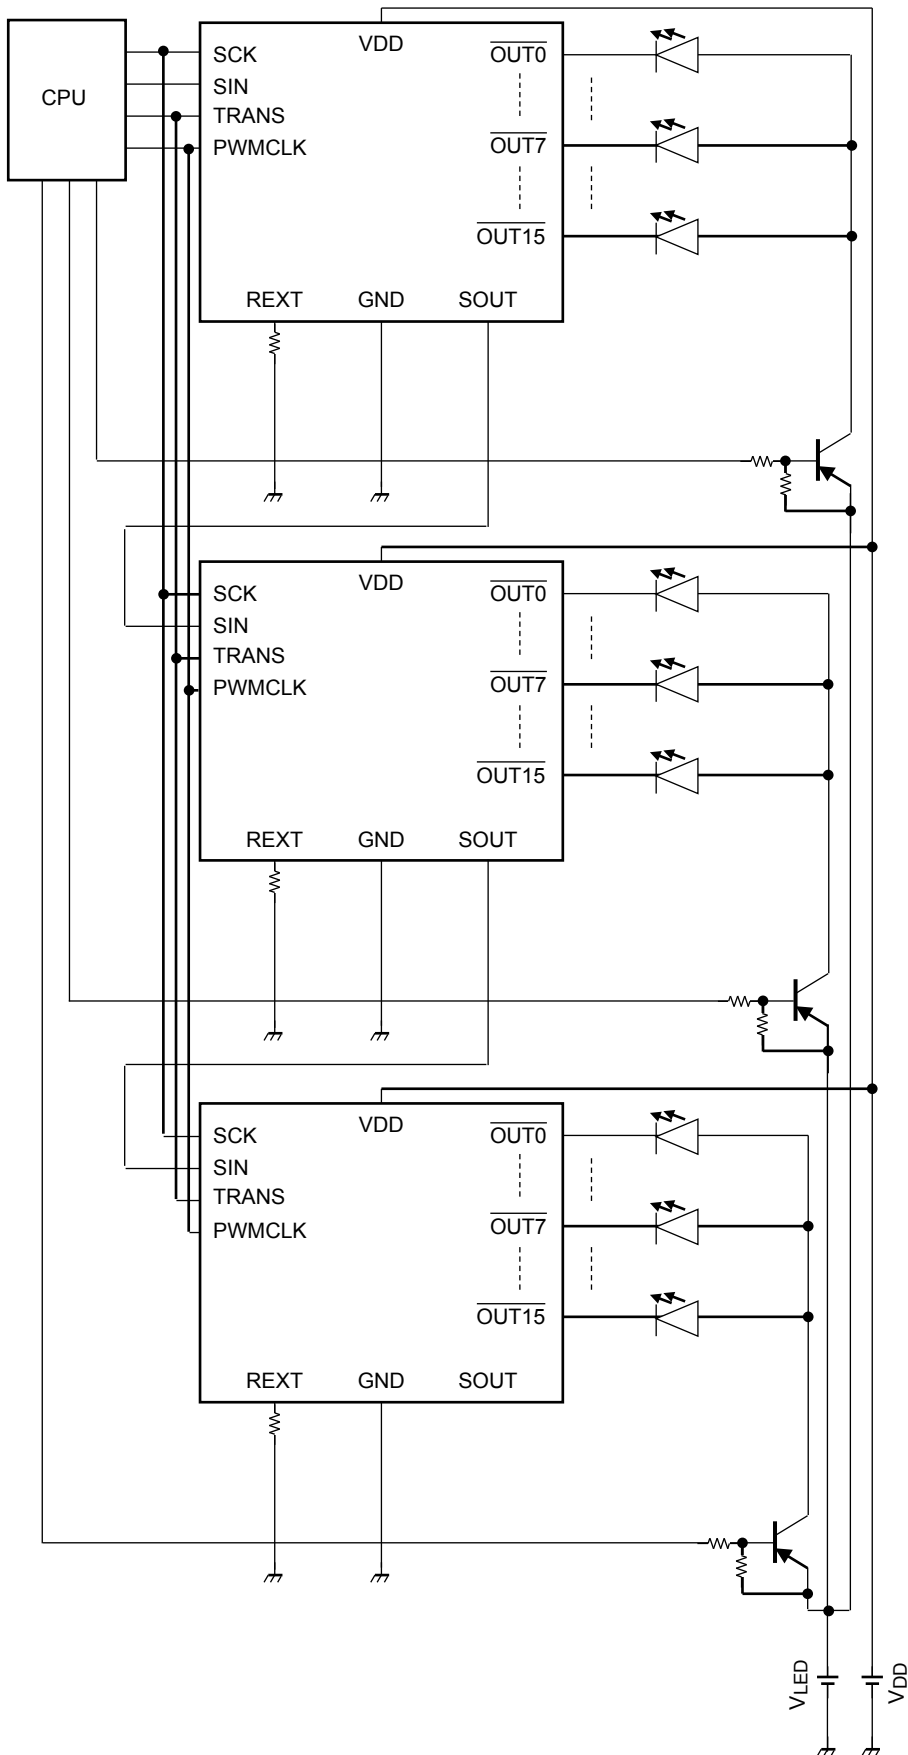 CPU
SCK
SIN
TRANS
PWMCLK
VDD
OUT0
OUT7
OUT15
REXT
GND
SOUT
SCK
SIN
TRANS
PWMCLK
VDD
OUT0
OUT7
OUT15
REXT
GND
SOUT
SCK
SIN
TRANS
PWMCLK
VDD
OUT0
OUT7
OUT15
REXT
GND
SOUT
VLED
VDD